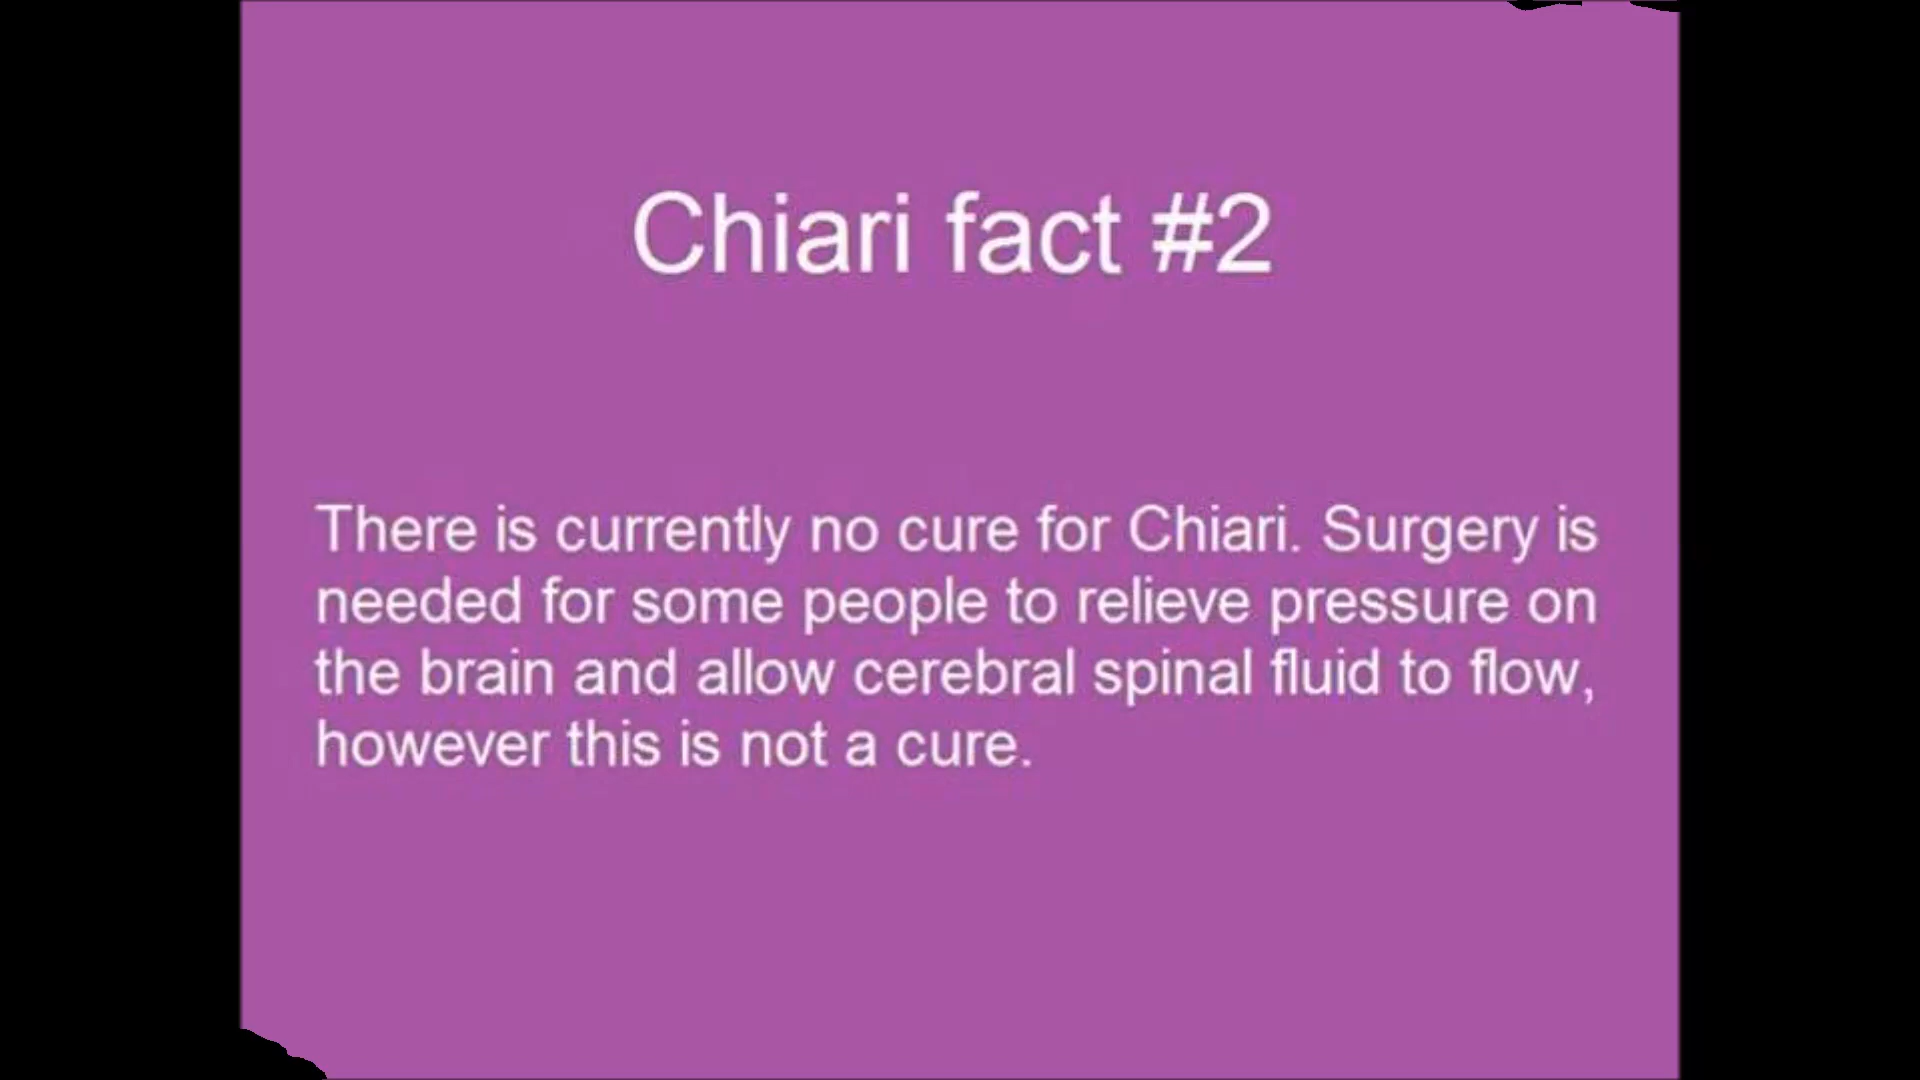 Chiari fact #2
There is currently no cure for Chiari. Surgery is
needed for some people to relieve pressure on
the brain and allow cerebral spinal fluid to flow,
however this is not a cure.